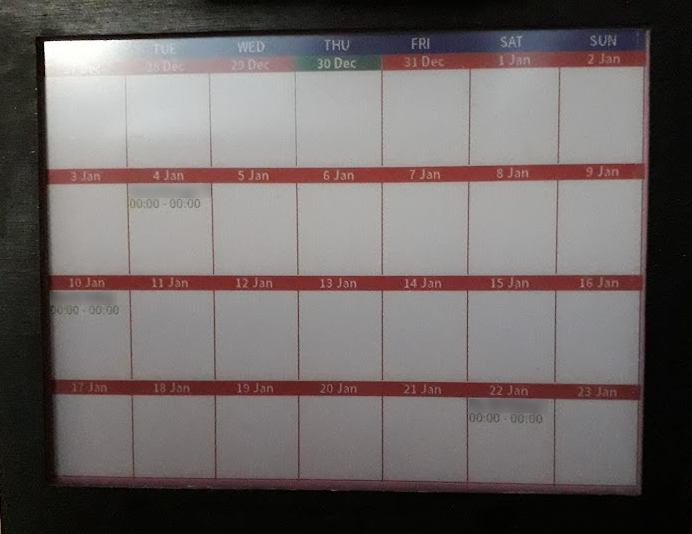 TUE WED THU FRI SAT SUN
28 Dec 29 Dec 30 Dec 31 Dec 1 Jan 2 Jan
3 Jan 4 Jan 5 Jan 6 Jan 7 Jan 8 Jan 9 Jan
00:00 - 00:00
10 Jan 11 Jan 12 Jan 13 Jan 14 Jan 15 Jan 16 Jan
00:00 - 00:00
17 Jan 18 Jan 19 Jan 20 Jan 21 Jan 22 Jan 23 Jan
00:00 - 00:00